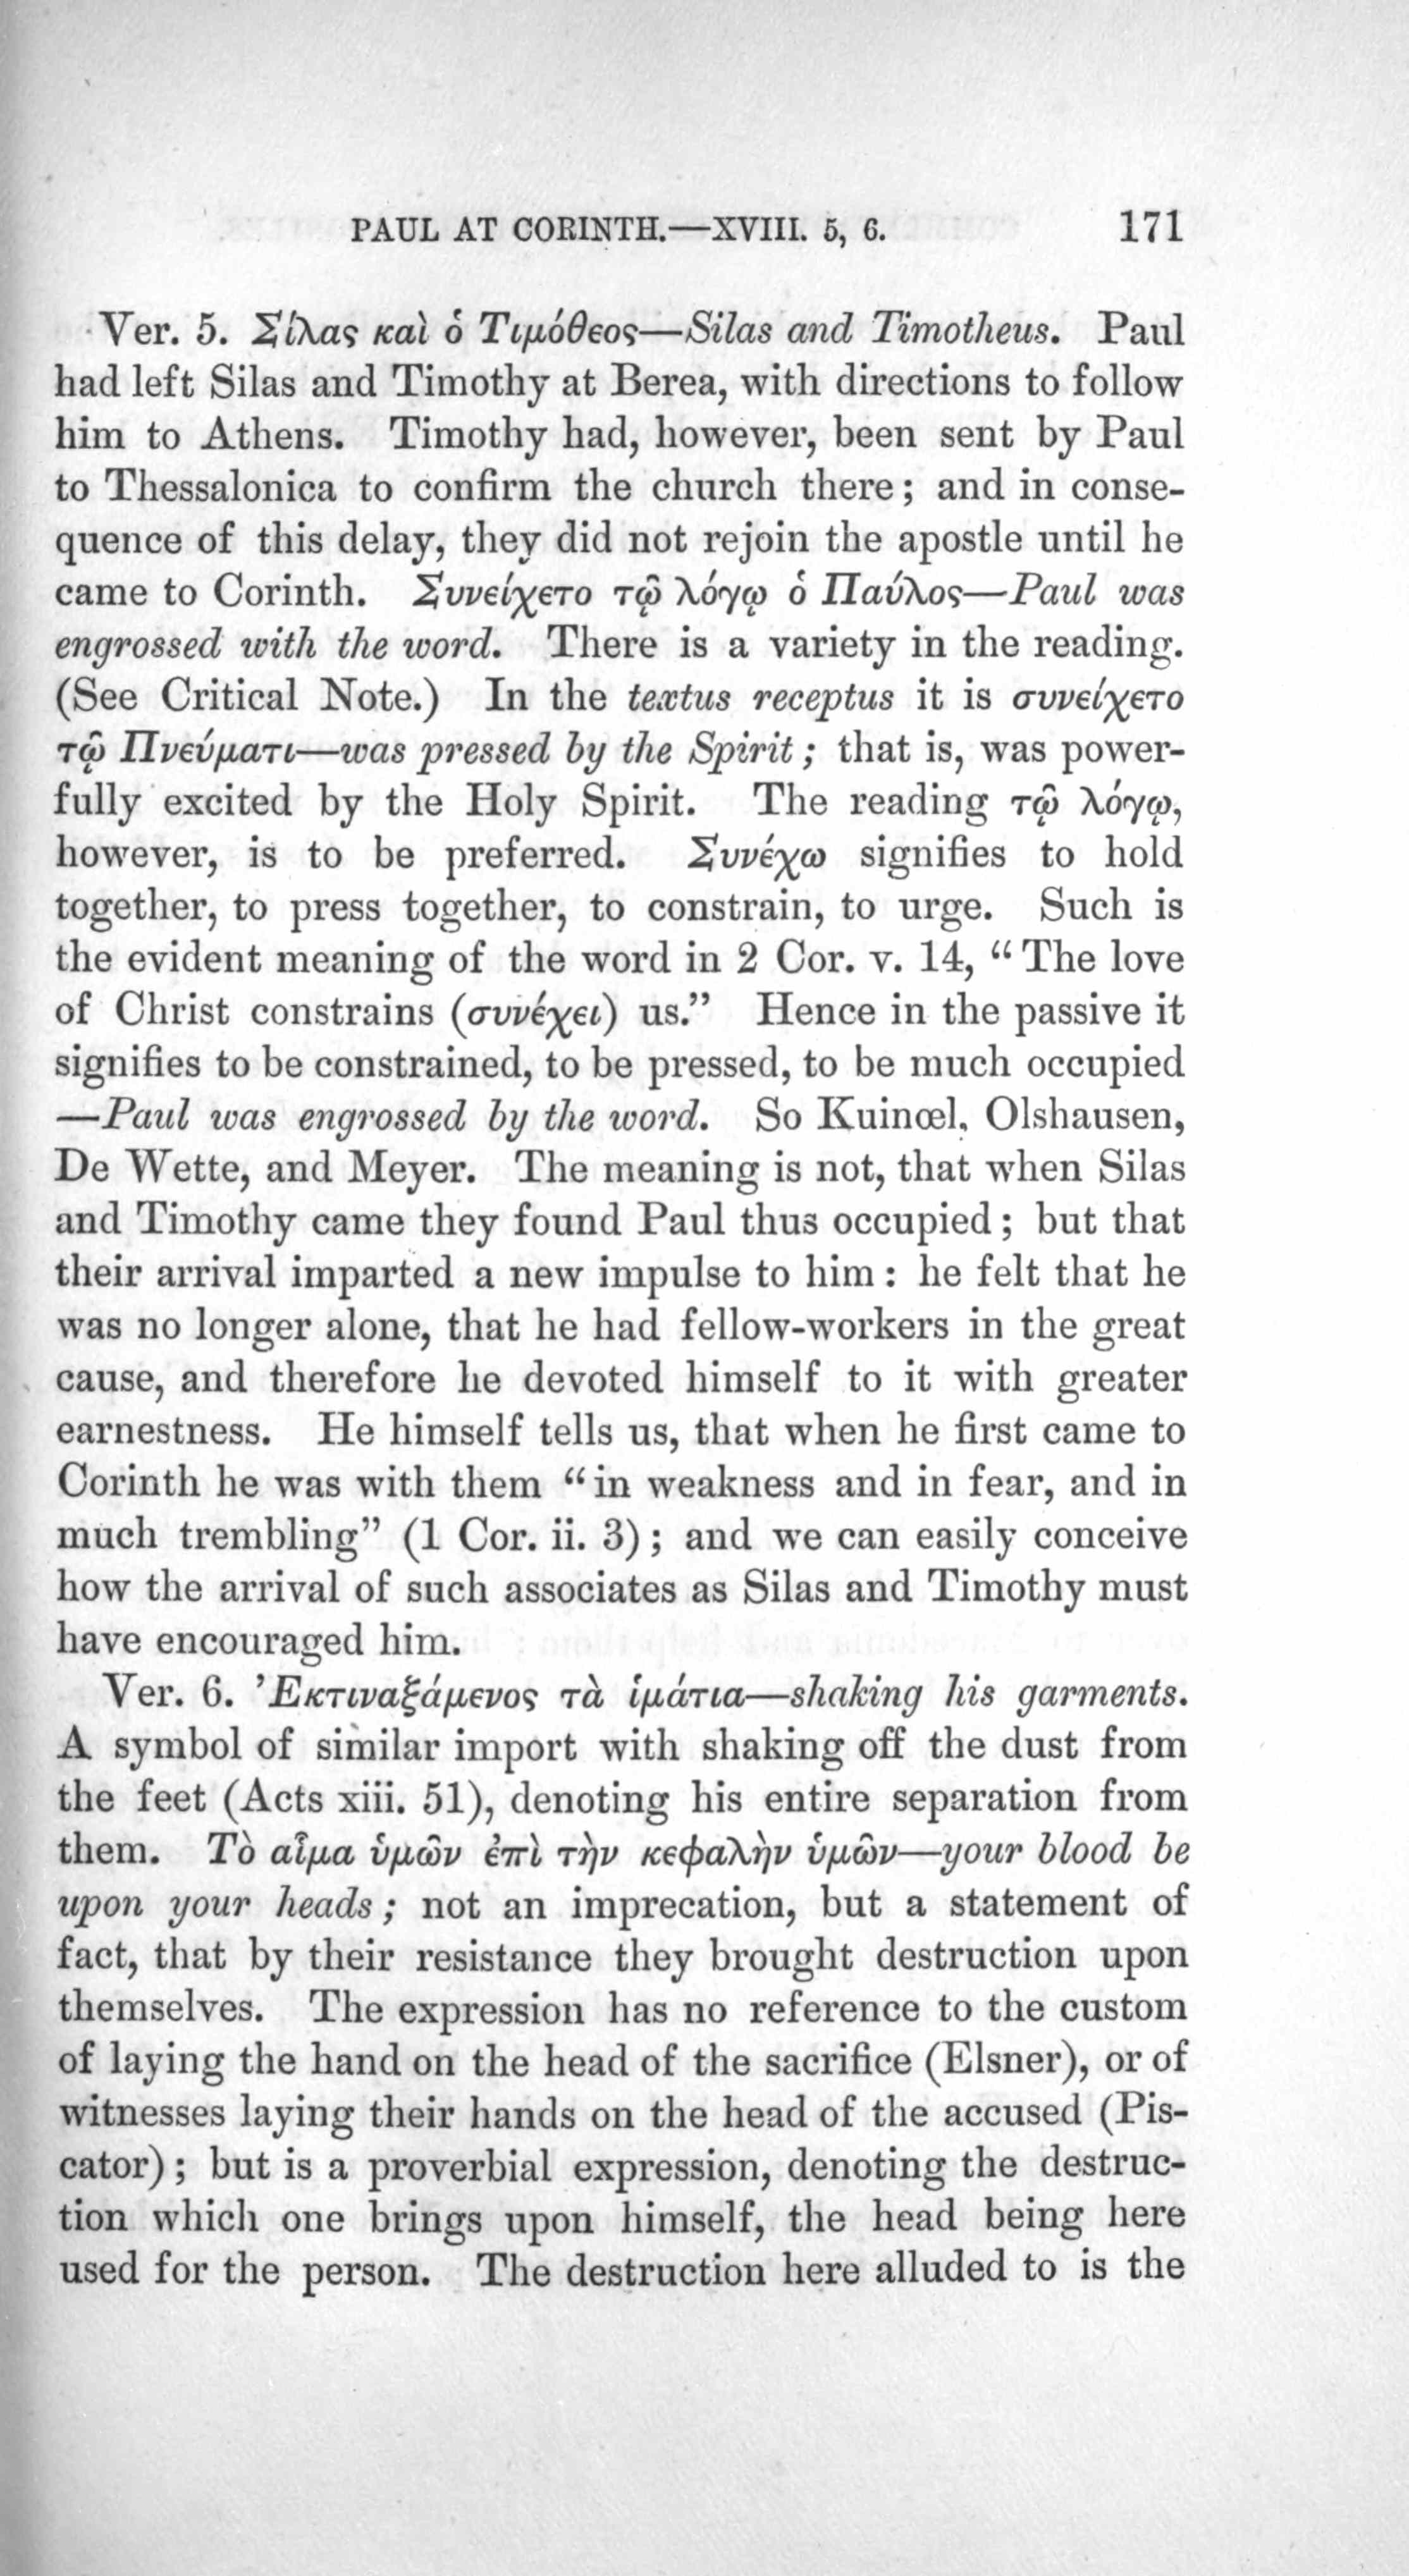 PAUL AT CORINTH.—XVIII. 5, 6. 171
Ver. 5. Σίλας καὶ ὁ Τιμόθεος—Silas and Timotheus. Paul
had left Silas and Timothy at Berea, with directions to follow
him to Athens. Timothy had, however, been sent by Paul
to Thessalonica to confirm the church there; and in conse-
quence of this delay, they did not rejoin the apostle until he
came to Corinth. Συνείχετο τῷ λόγῳ ὁ Παύλος—Paul was
engrossed with the word. There is a variety in the reading.
(See Critical Note.) In the textus receptus it is συνείχετο
τῷ Πνεύματι—was pressed by the Spirit; that is, was power-
fully excited by the Holy Spirit. The reading τῷ λόγῳ,
however, is to be preferred. Συνέχω signifies to hold
together, to press together, to constrain, to urge. Such is
the evident meaning of the word in 2 Cor. v. 14, “The love
of Christ constrains (συνέχει) us.” Hence in the passive it
signifies to be constrained, to be pressed, to be much occupied
—Paul was engrossed by the word. So Kuinœl, Olshausen,
De Wette, and Meyer. The meaning is not, that when Silas
and Timothy came they found Paul thus occupied; but that
their arrival imparted a new impulse to him: he felt that he
was no longer alone, that he had fellow-workers in the great
cause, and therefore he devoted himself to it with greater
earnestness. He himself tells us, that when he first came to
Corinth he was with them “in weakness and in fear, and in
much trembling” (1 Cor. ii. 3); and we can easily conceive
how the arrival of such associates as Silas and Timothy must
have encouraged him.
Ver. 6. Ἐκτιναξάμενος τὰ ἱμάτια—shaking his garments.
A symbol of similar import with shaking off the dust from
the feet (Acts xiii. 51), denoting his entire separation from
them. Τὸ αἷμα ὑμῶν ἐπὶ τὴν κεφαλὴν ὑμῶν—your blood be
upon your heads; not an imprecation, but a statement of
fact, that by their resistance they brought destruction upon
themselves. The expression has no reference to the custom
of laying the hand on the head of the sacrifice (Elsner), or of
witnesses laying their hands on the head of the accused (Pis-
cator); but is a proverbial expression, denoting the destruc-
tion which one brings upon himself, the head being here
used for the person. The destruction here alluded to is the